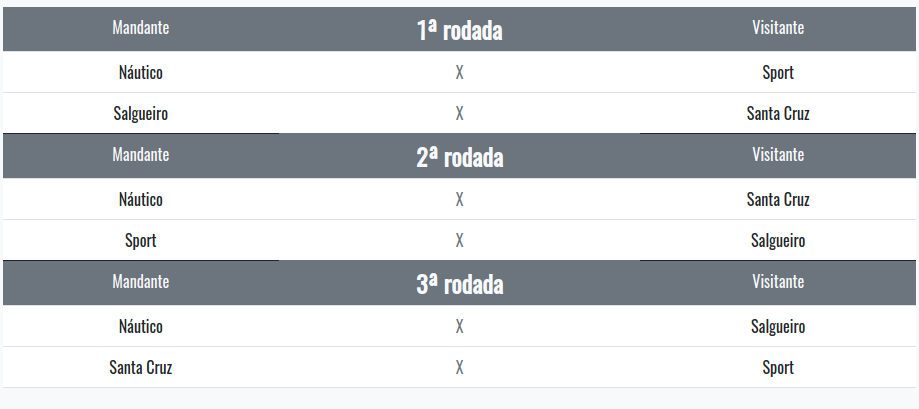 Mandante 1ª rodada Visitante
Náutico X Sport
Salgueiro X Santa Cruz
Mandante 2ª rodada Visitante
Náutico X Santa Cruz
Sport X Salgueiro
Mandante 3ª rodada Visitante
Náutico X Salgueiro
Santa Cruz X Sport